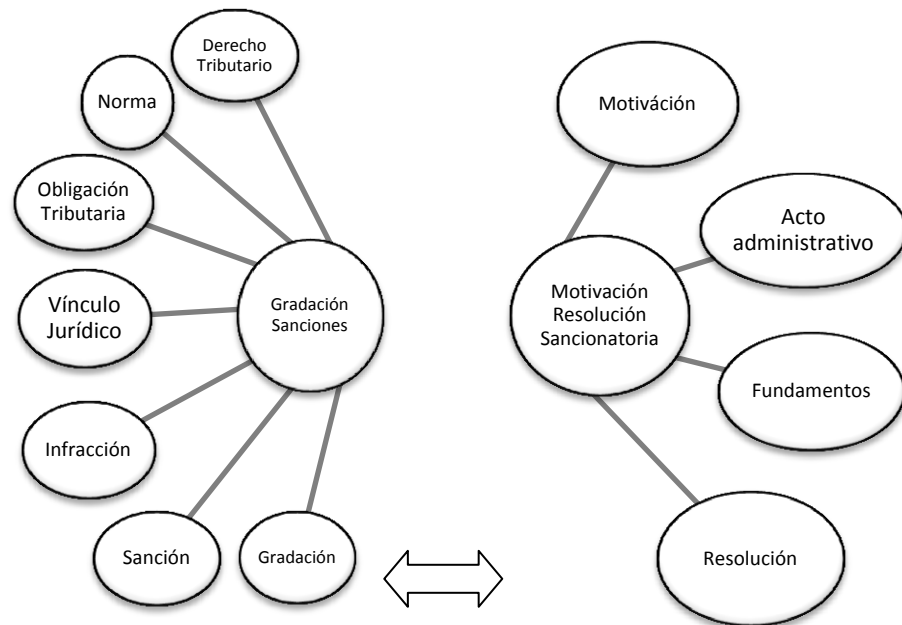 Derecho
Tributario
Norma
Obligación
Tributaria
Vínculo
Jurídico
Infracción
Sanción
Gradación
Gradación
Sanciones
Motiváción
Acto
administrativo
Motivación
Resolución
Sancionatoria
Fundamentos
Resolución